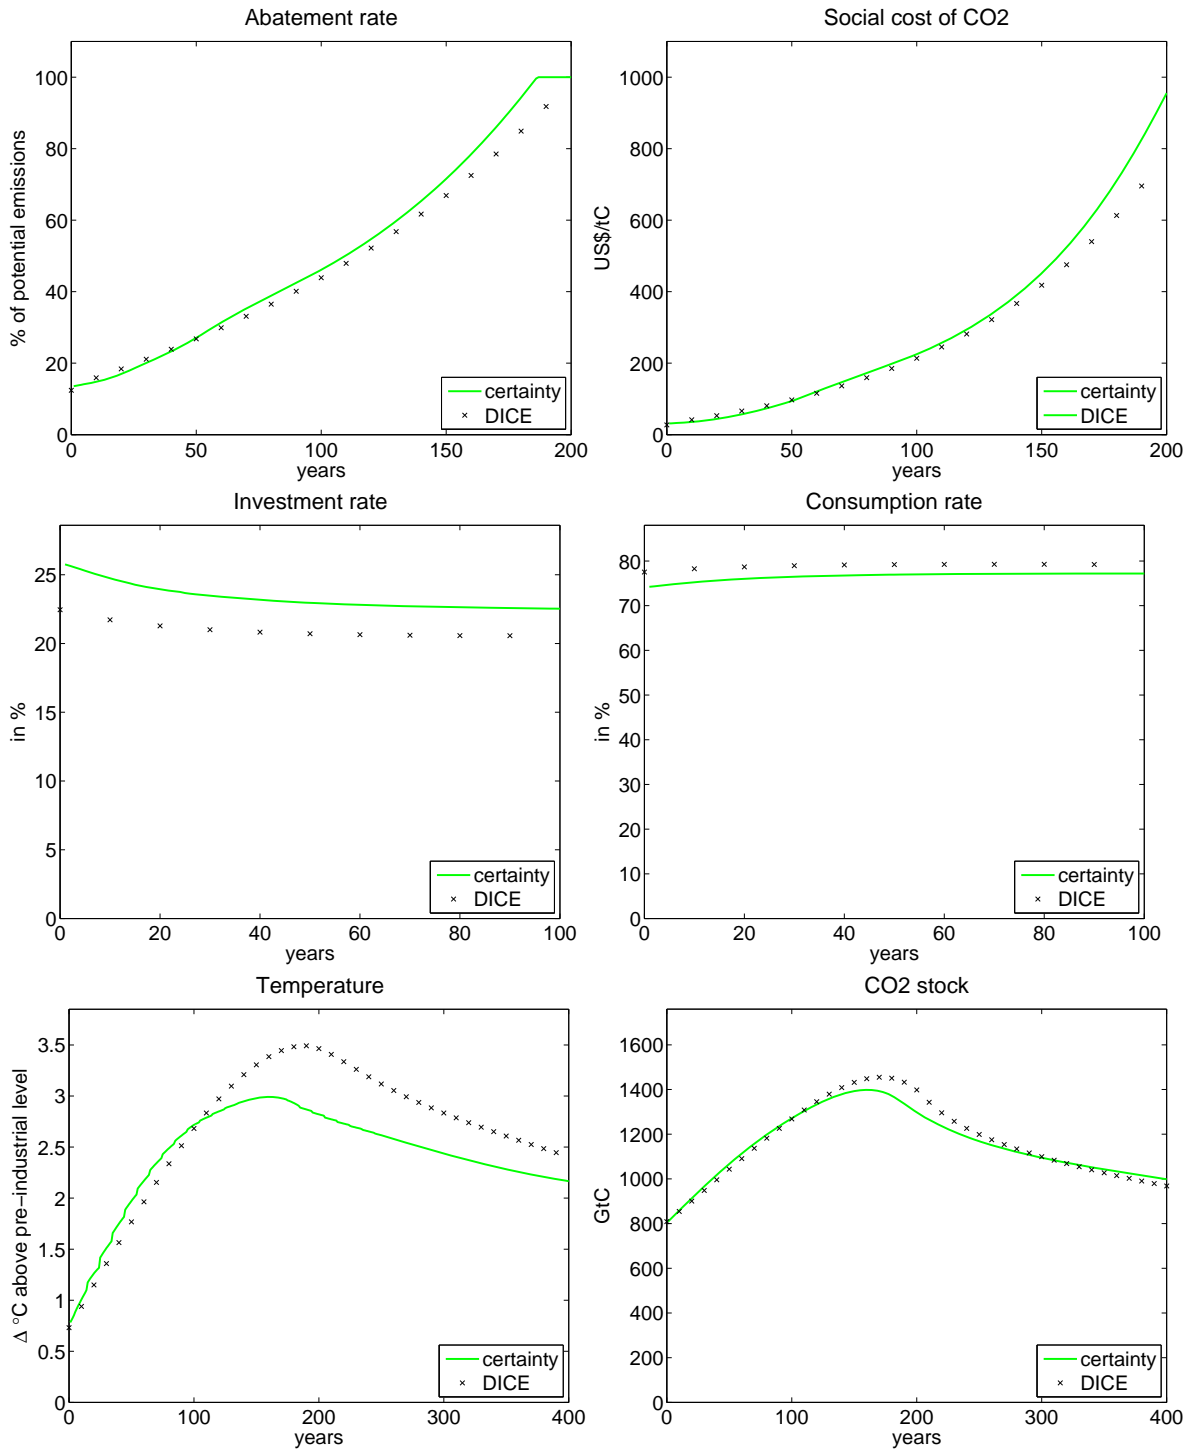 Abatement rate
% of potential emissions
100
80
60
40
20
0
0 50 100 150 200
years
certainty
DICE
Social cost of CO2
US$/tC
1000
800
600
400
200
0
0 50 100 150 200
years
certainty
DICE
Investment rate
in %
25
20
15
10
5
0
0 20 40 60 80 100
years
certainty
DICE
Consumption rate
in %
80
70
60
50
40
30
20
10
0
0 20 40 60 80 100
years
certainty
DICE
Temperature
Δ °C above pre−industrial level
3.5
3
2.5
2
1.5
1
0.5
0
0 100 200 300 400
years
certainty
DICE
CO2 stock
GtC
1600
1400
1200
1000
800
600
400
200
0
0 100 200 300 400
years
certainty
DICE